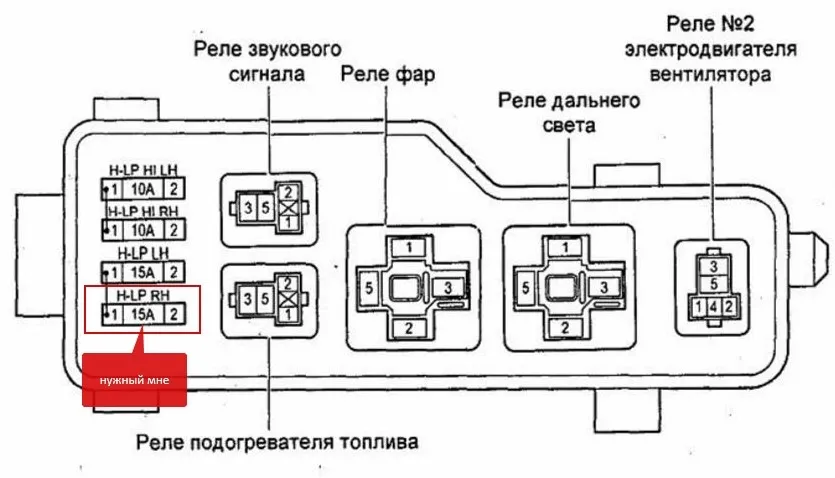 Реле №2
электродвигателя
вентилятора
Реле звукового
сигнала
Реле фар
Реле дальнего
света
H-LP HI LH
1 10A 2
H-LP HI RH
1 10A 2
H-LP LH
1 15A 2
H-LP RH
1 15A 2
нужный мне
3 5 2 1
3 5 2 1
1
5 3
2
1
5 3
2
3
5
1 4 2
Реле подогревателя топлива